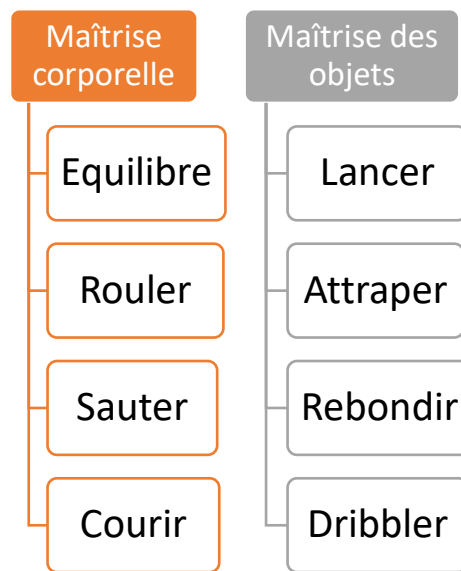 Maîtrise
corporelle
Equilibre
Rouler
Sauter
Courir
Maîtrise des
objets
Lancer
Attraper
Rebondir
Dribbler